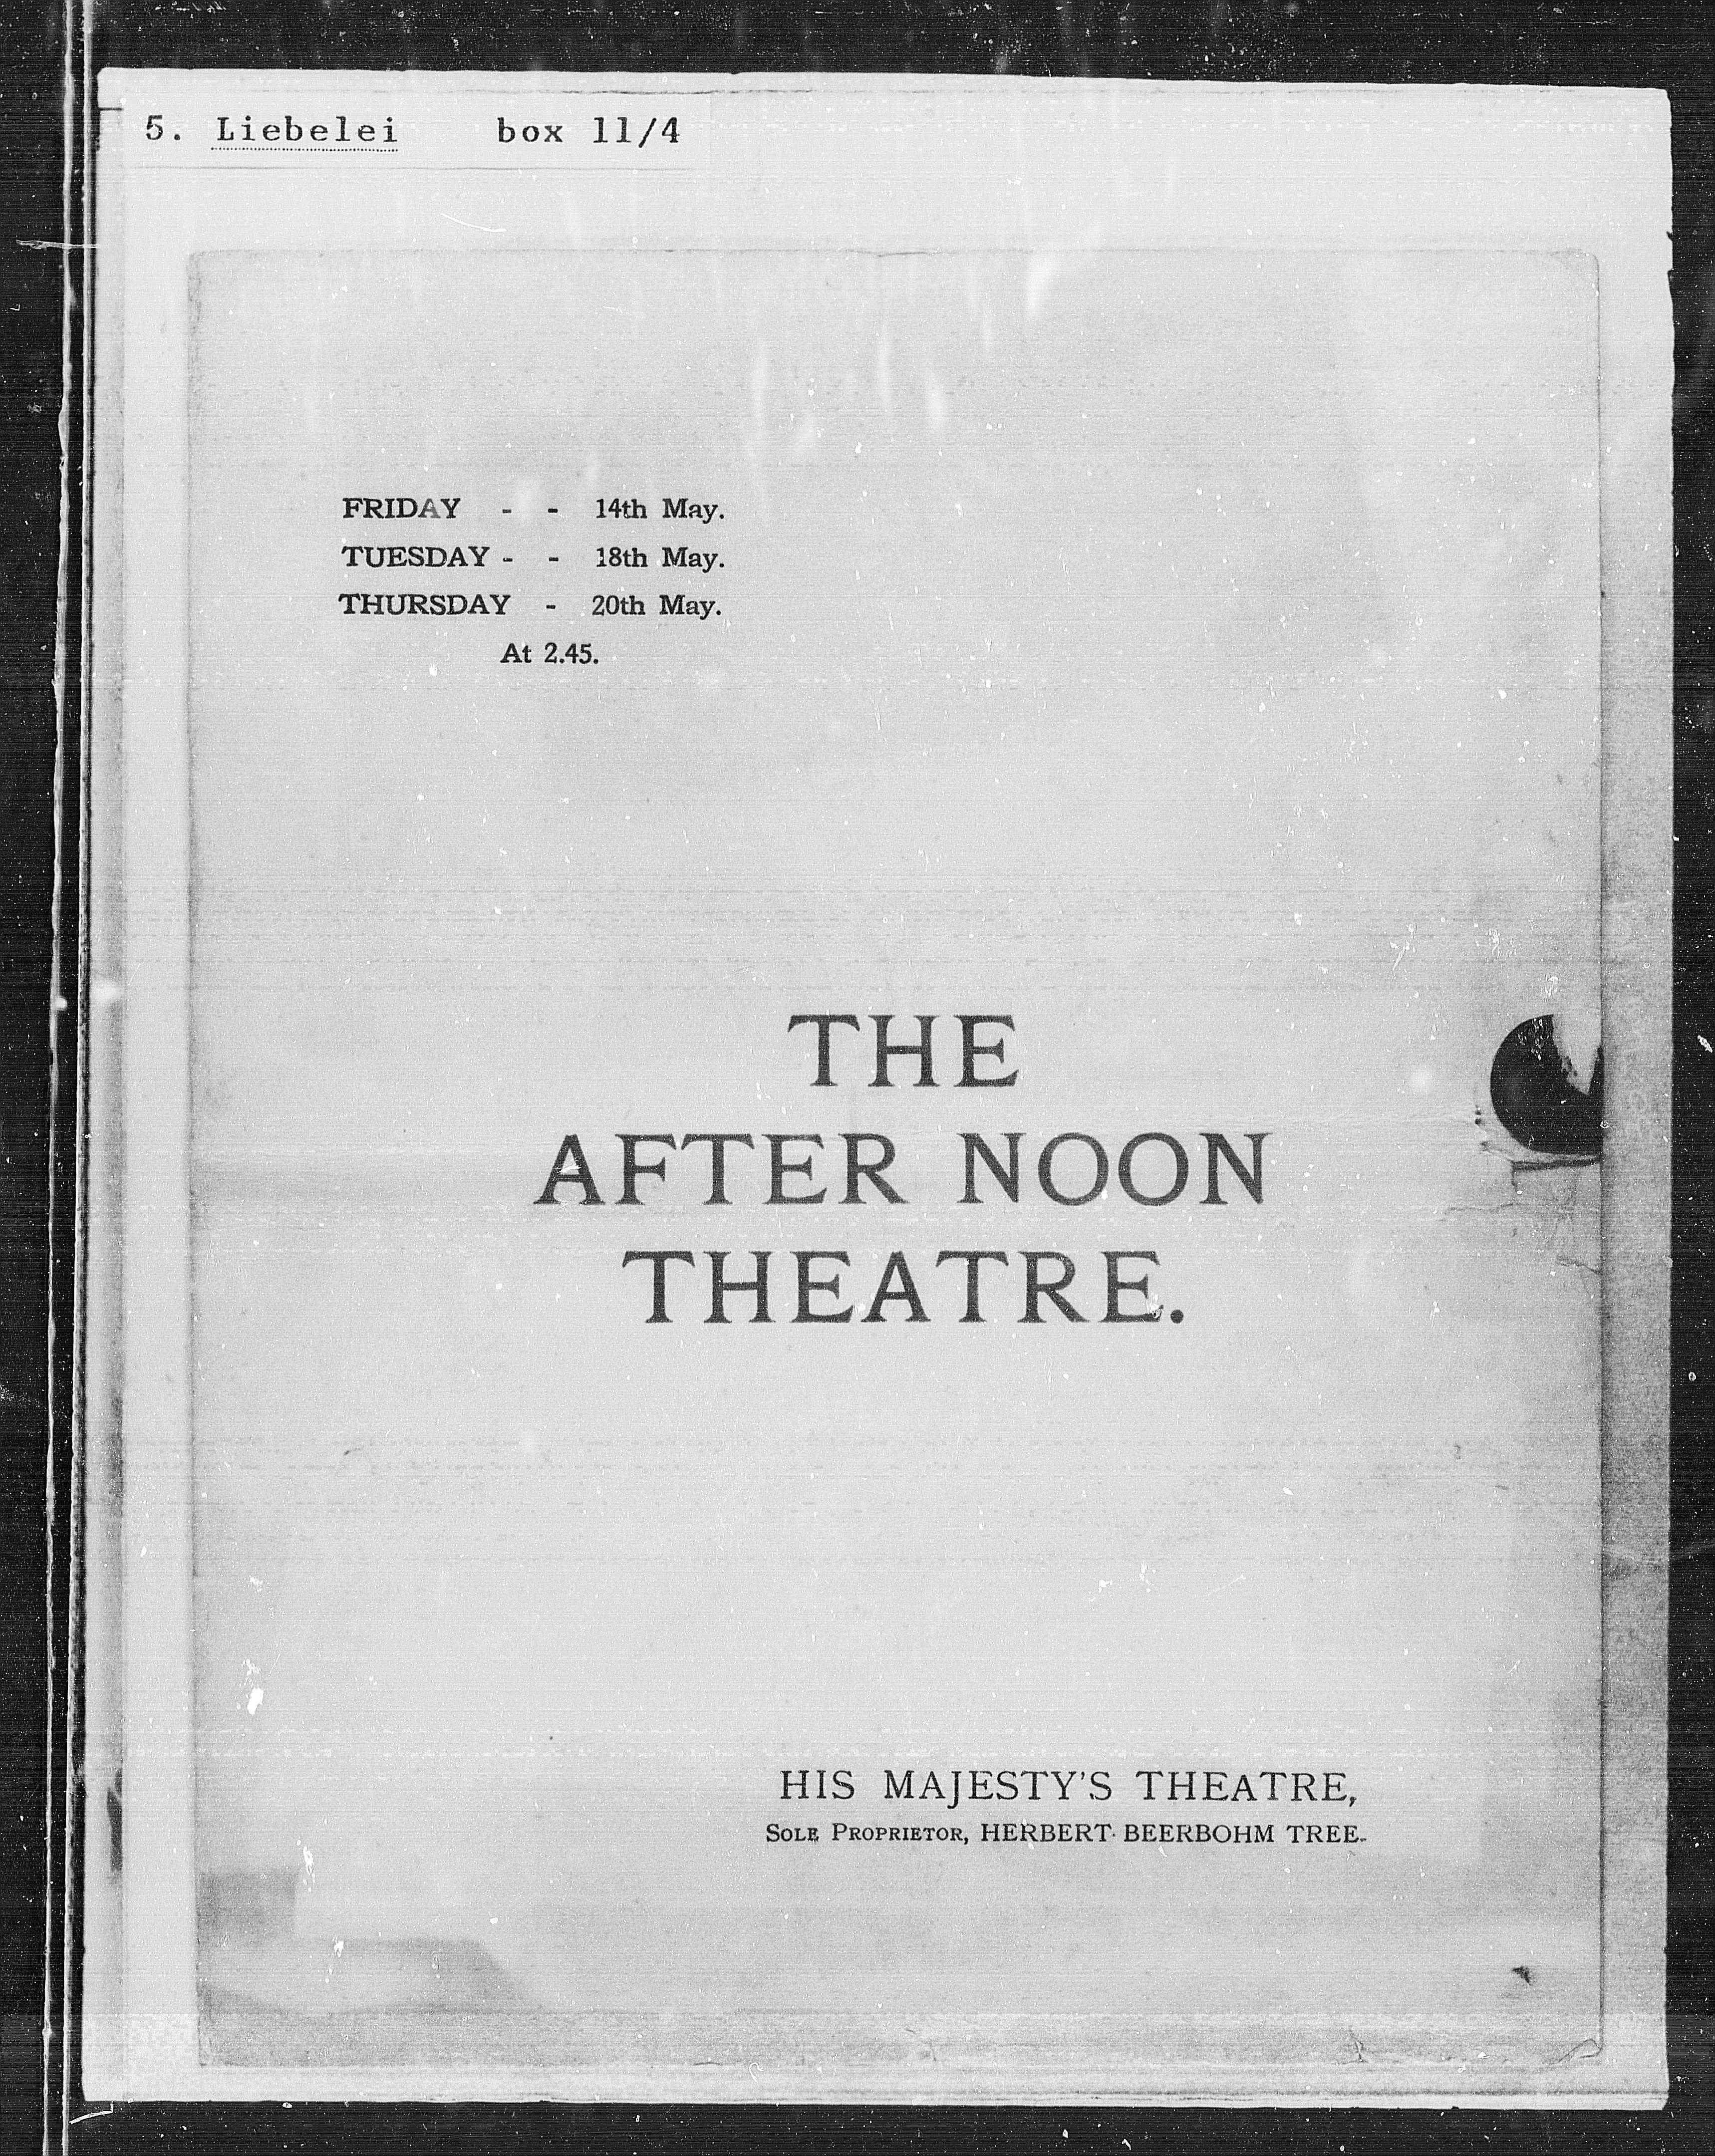 5. Liebelei box 11/4
FRIDAY - - 14th May.
TUESDAY - - 18th May.
THURSDAY - 20th May.
At 2.45.
THE
AFTER NOON
THEATRE.
HIS MAJESTY'S THEATRE,
SOLE PROPRIETOR, HERBERT BEERBOHM TREE.